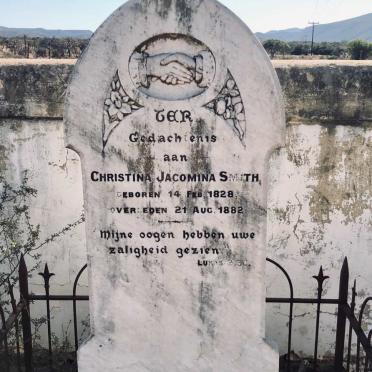 TER
Gedachtenis
aan
CHRISTINA JACOMINA SMITH,
GEBOREN 14 FEB. 1828
OVERLEDEN 21 AUG. 1882
Mijne oogen hebben uwe
zaligheid gezien.